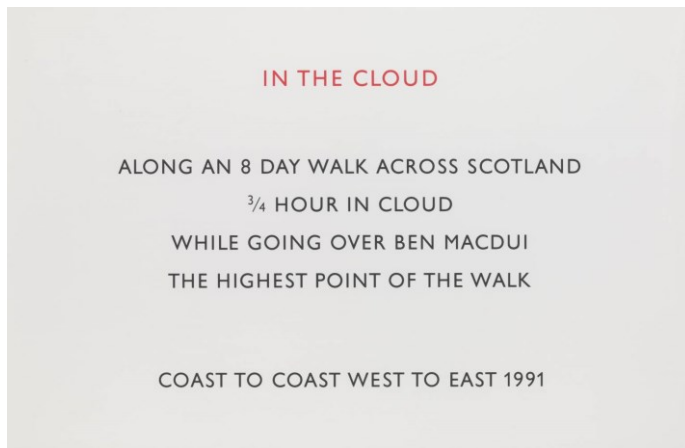 IN THE CLOUD
ALONG AN 8 DAY WALK ACROSS SCOTLAND
¾ HOUR IN CLOUD
WHILE GOING OVER BEN MACDUI
THE HIGHEST POINT OF THE WALK
COAST TO COAST WEST TO EAST 1991